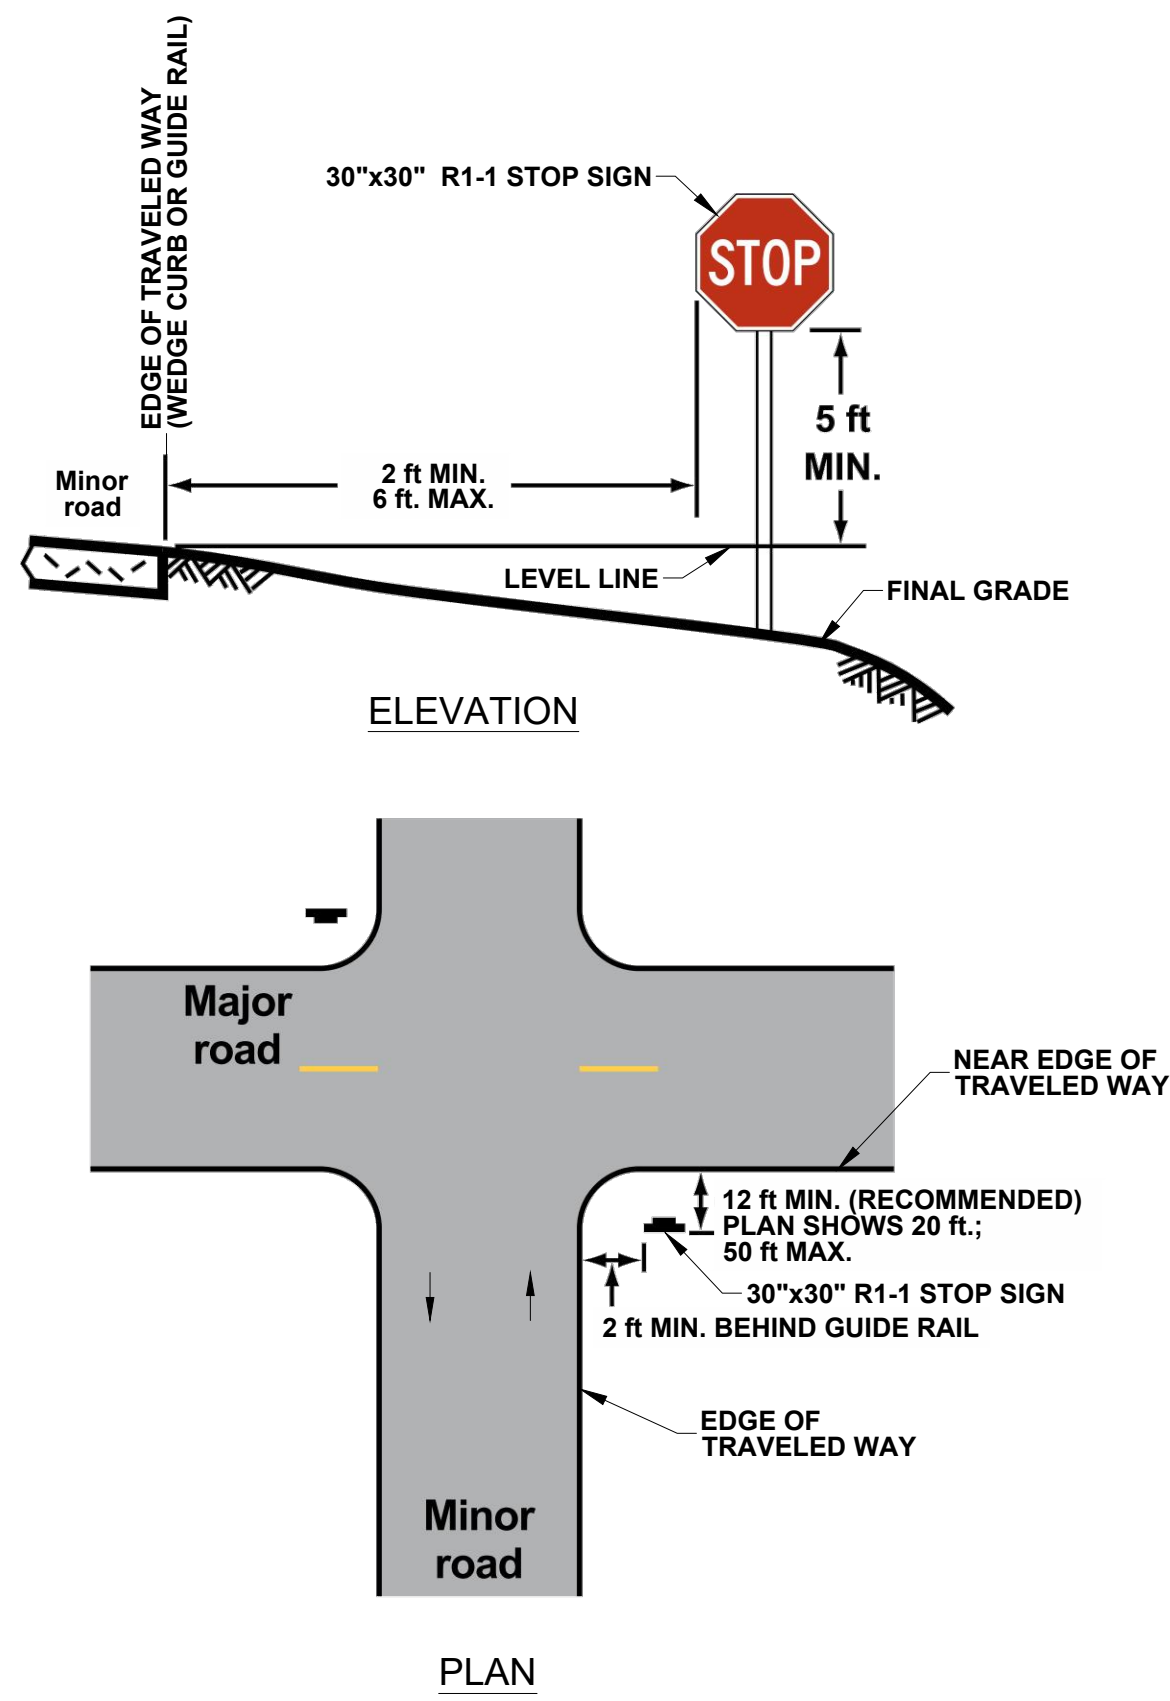 EDGE OF TRAVELED WAY
(WEDGE CURB OR GUIDE RAIL)
30"x30" R1-1 STOP SIGN
STOP
5 ft
MIN.
2 ft MIN.
6 ft. MAX.
Minor
road
LEVEL LINE
FINAL GRADE
ELEVATION
Major
road
NEAR EDGE OF
TRAVELED WAY
12 ft MIN. (RECOMMENDED)
PLAN SHOWS 20 ft.;
50 ft MAX.
30"x30" R1-1 STOP SIGN
2 ft MIN. BEHIND GUIDE RAIL
EDGE OF
TRAVELED WAY
Minor
road
PLAN